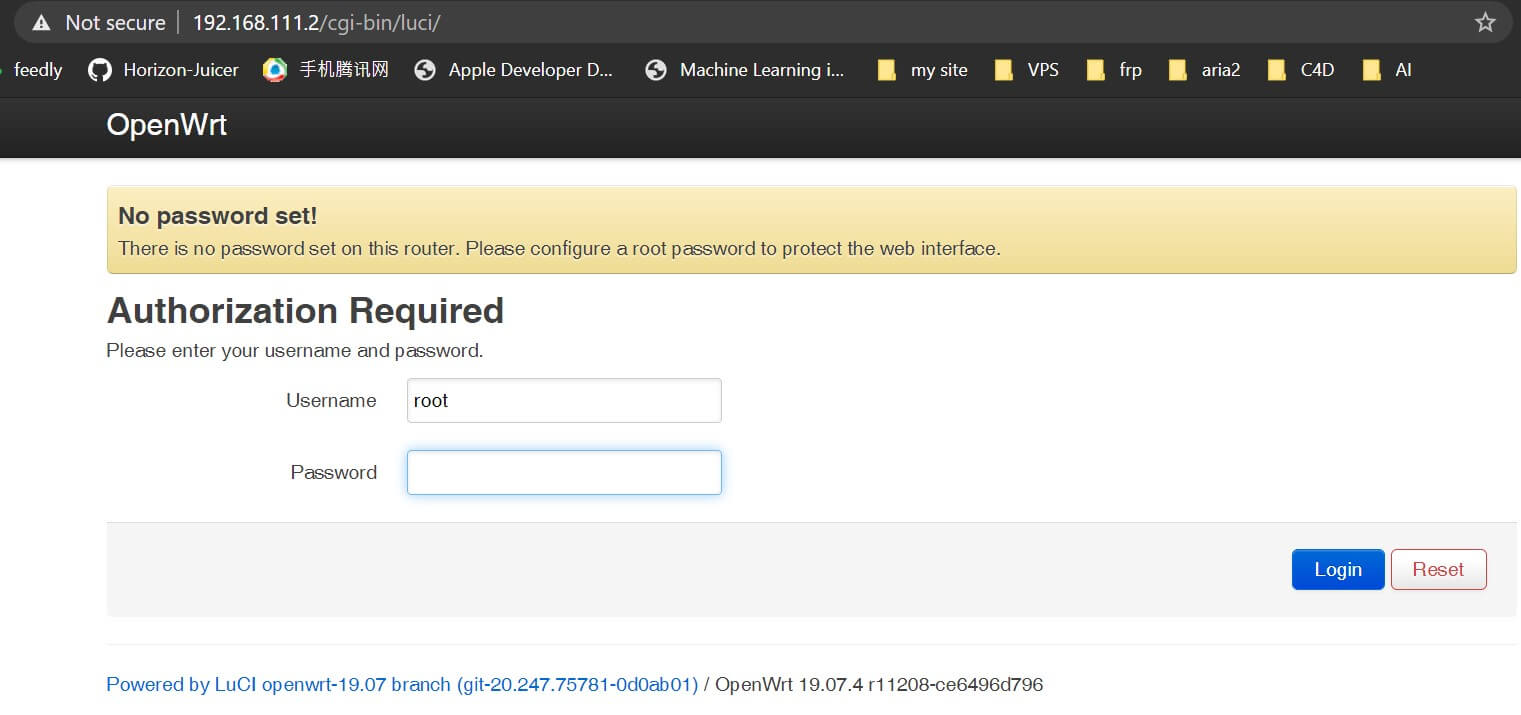 Not secure 192.168.111.2/cgi-bin/luci/
feedly Horizon-Juicer 手机腾讯网 Apple Developer D... Machine Learning i... my site VPS frp aria2 C4D AI
OpenWrt
No password set!
There is no password set on this router. Please configure a root password to protect the web interface.
Authorization Required
Please enter your username and password.
Username root
Password
Login Reset
Powered by LuCI openwrt-19.07 branch (git-20.247.75781-0d0ab01) / OpenWrt 19.07.4 r11208-ce6496d796